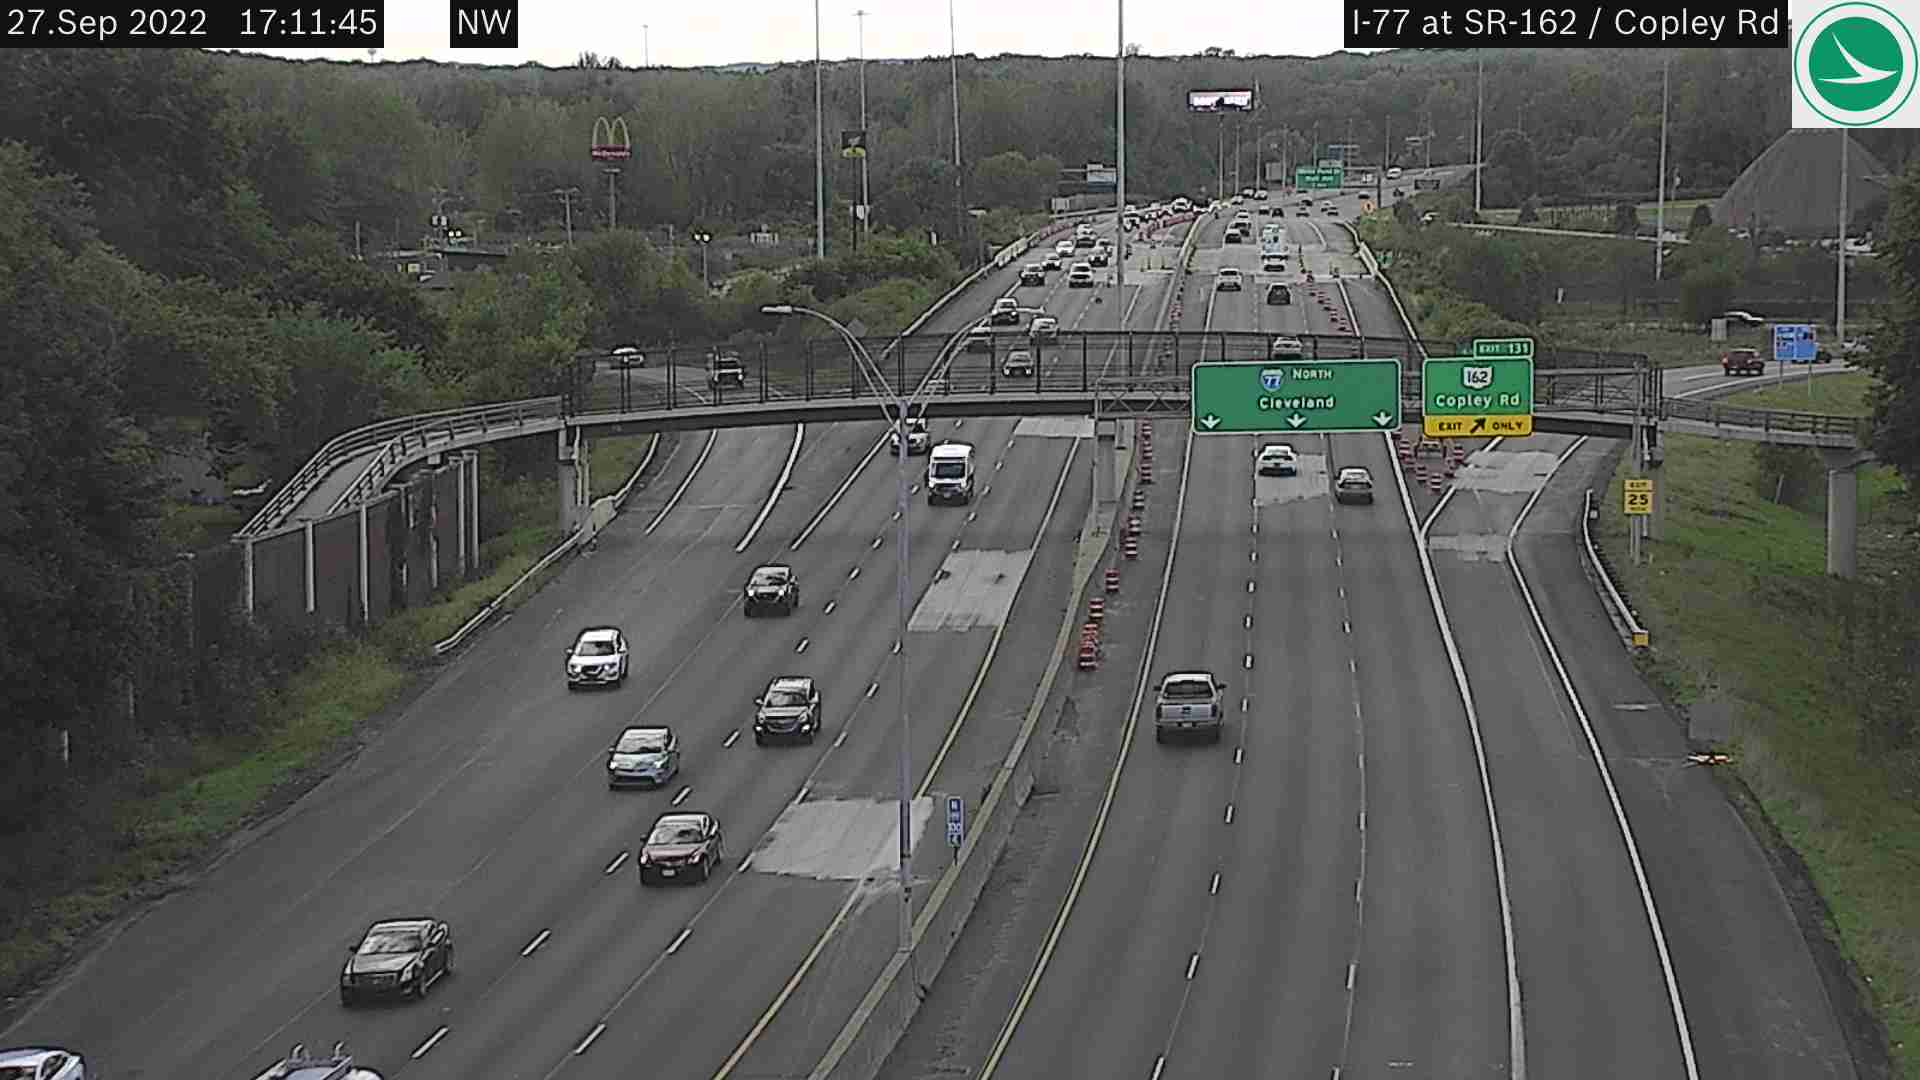 27.Sep 2022 17:11:45
NW
I-77 at SR-162 / Copley Rd
McDonald's
EXIT 131
77 NORTH
Cleveland
162
Copley Rd
EXIT ONLY
EXIT
25